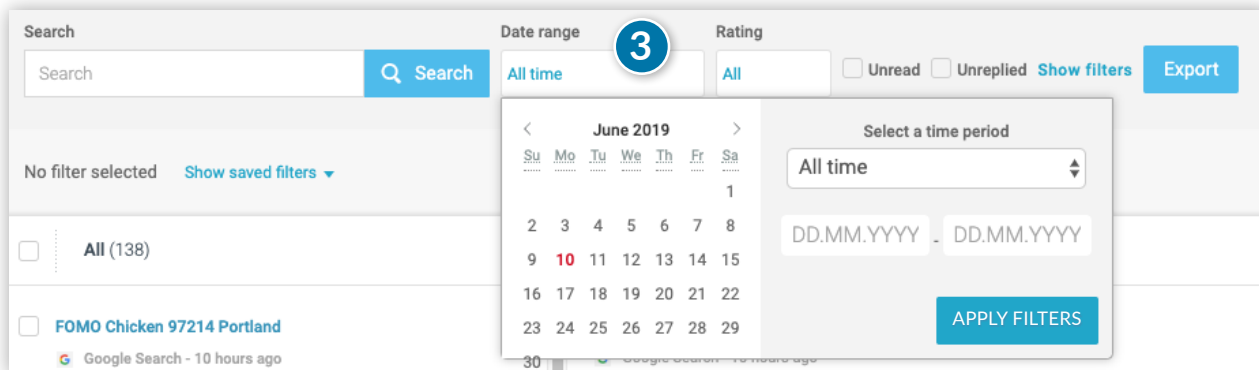 Search
Search
Search
Date range
3
All time
Rating
All
Unread
Unreplied
Show filters
Export
No filter selected
Show saved filters
June 2019
Su Mo Tu We Th Fr Sa
1
2 3 4 5 6 7 8
9 10 11 12 13 14 15
16 17 18 19 20 21 22
23 24 25 26 27 28 29
30
Select a time period
All time
DD.MM.YYYY - DD.MM.YYYY
APPLY FILTERS
All (138)
FOMO Chicken 97214 Portland
Google Search - 10 hours ago